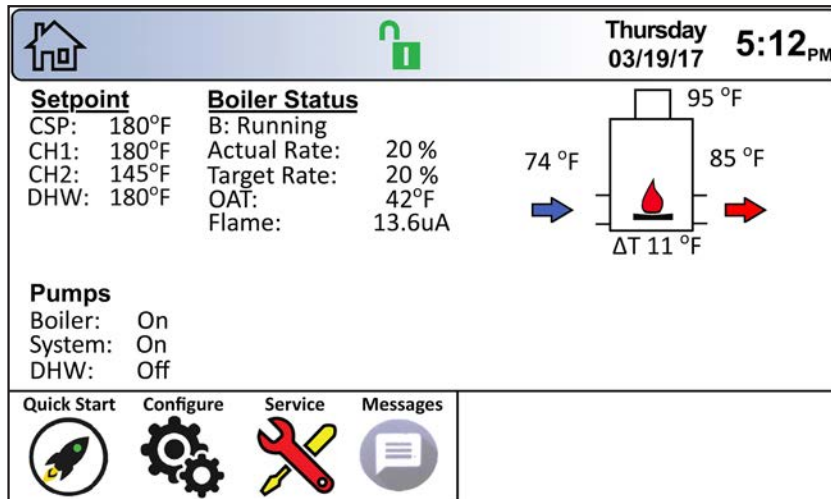 Thursday
03/19/17
5:12 PM
Setpoint
CSP: 180°F
CH1: 180°F
CH2: 145°F
DHW: 180°F
Boiler Status
B: Running
Actual Rate: 20 %
Target Rate: 20 %
OAT: 42°F
Flame: 13.6uA
95 °F
74 °F
85 °F
ΔT 11 °F
Pumps
Boiler: On
System: On
DHW: Off
Quick Start
Configure
Service
Messages